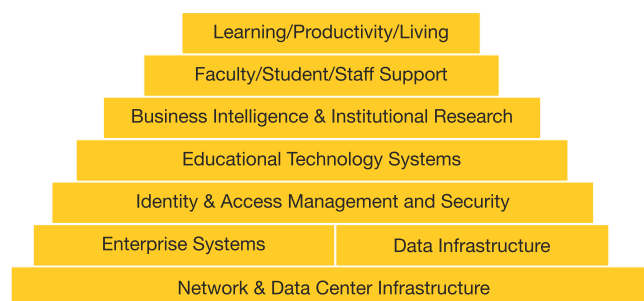 Learning/Productivity/Living
Faculty/Student/Staff Support
Business Intelligence & Institutional Research
Educational Technology Systems
Identity & Access Management and Security
Enterprise Systems
Data Infrastructure
Network & Data Center Infrastructure